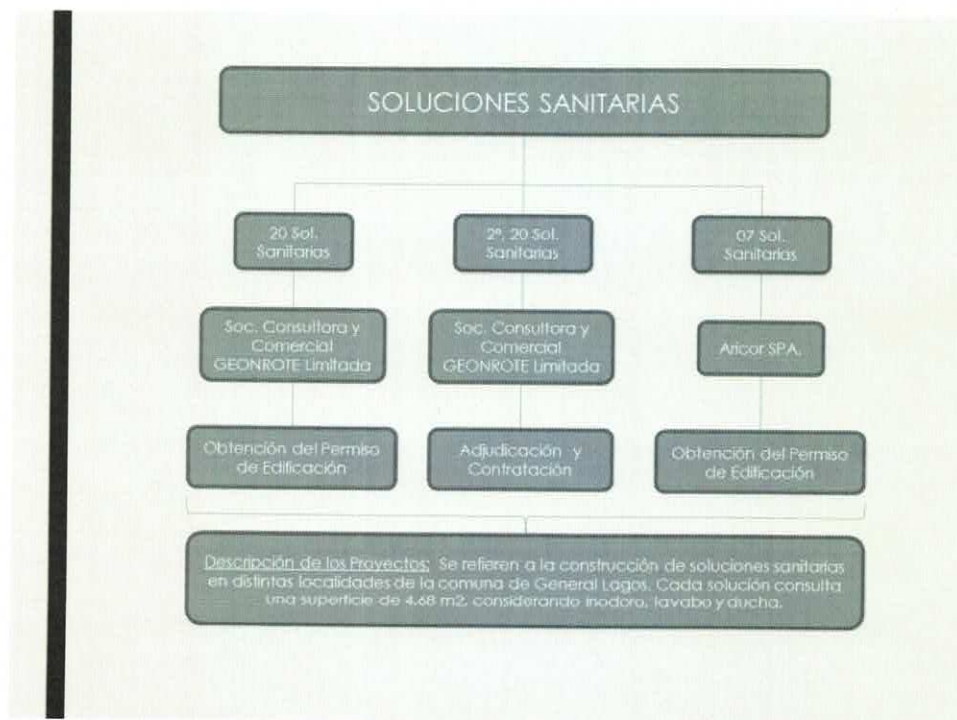 SOLUCIONES SANITARIAS
20 Sol.
Sanitarias
2º, 20 Sol.
Sanitarias
07 Sol.
Sanitarias
Soc. Consultora y
Comercial
GEONROTE Limitada
Soc. Consultora y
Comercial
GEONROTE Limitada
Aricor SPA.
Obtención del Permiso
de Edificación
Adjudicación y
Contratación
Obtención del Permiso
de Edificación
Descripción de los Proyectos: Se refieren a la construcción de soluciones sanitarias
en distintas localidades de la comuna de General Lagos. Cada solución consulta
una superficie de 4.68 m2, considerando inodoro, lavabo y ducha.